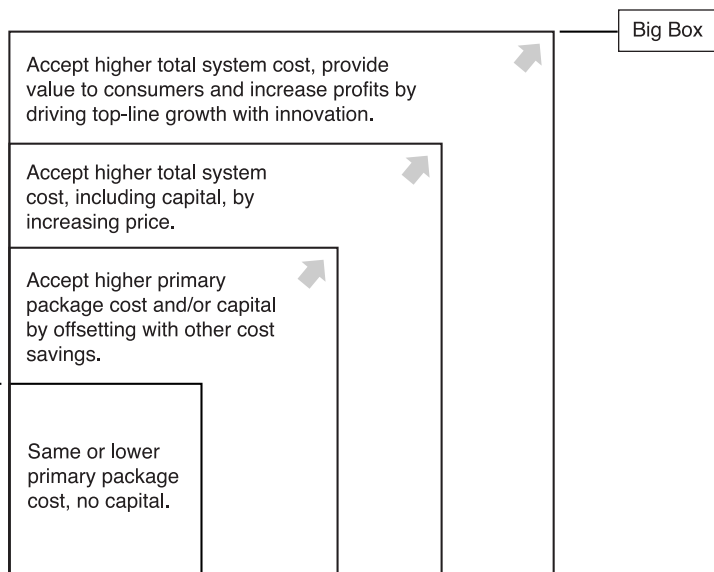 Big Box
Accept higher total system cost, provide
value to consumers and increase profits by
driving top-line growth with innovation.
Accept higher total system
cost, including capital, by
increasing price.
Accept higher primary
package cost and/or capital
by offsetting with other cost
savings.
Same or lower
primary package
cost, no capital.